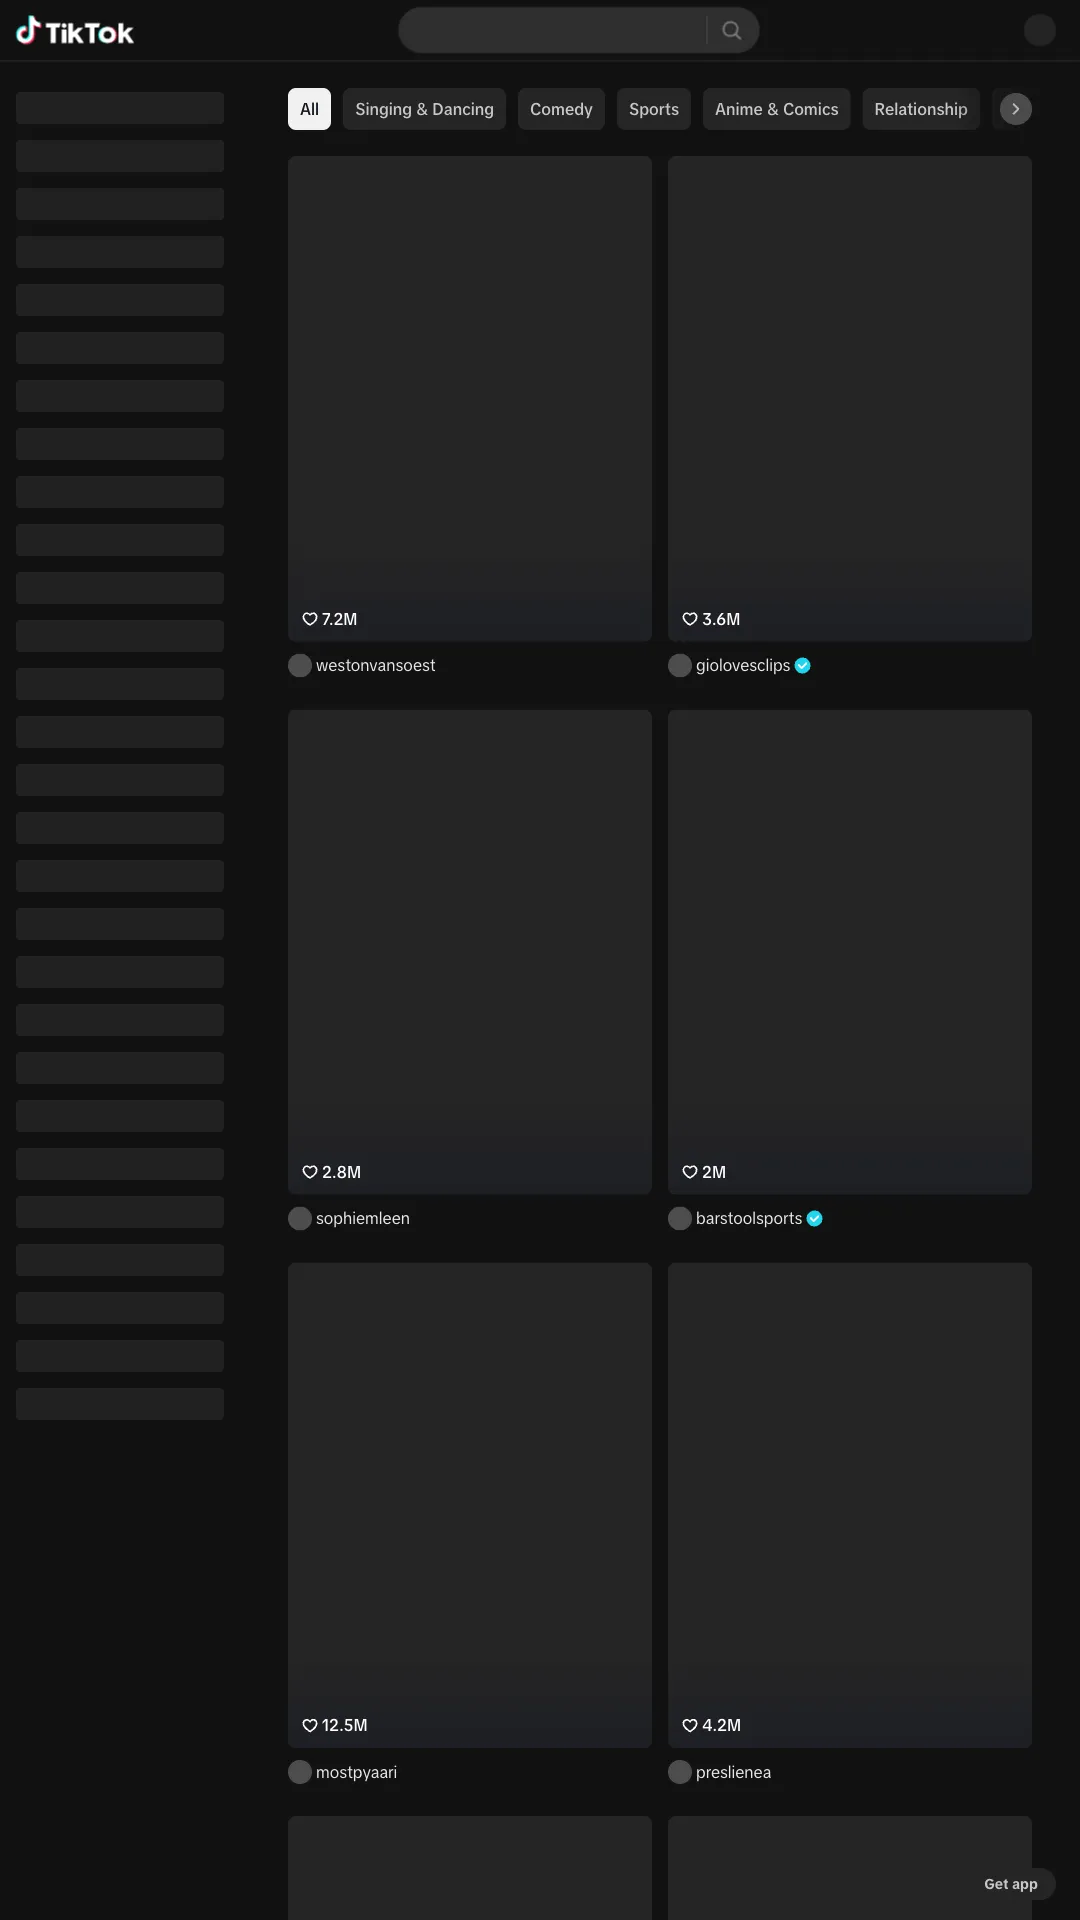 TikTok
All
Singing & Dancing
Comedy
Sports
Anime & Comics
Relationship
7.2M
3.6M
westonvansoest
giolovesclips
2.8M
2M
sophiemleen
barstoolsports
12.5M
4.2M
mostpyaari
preslienea
Get app